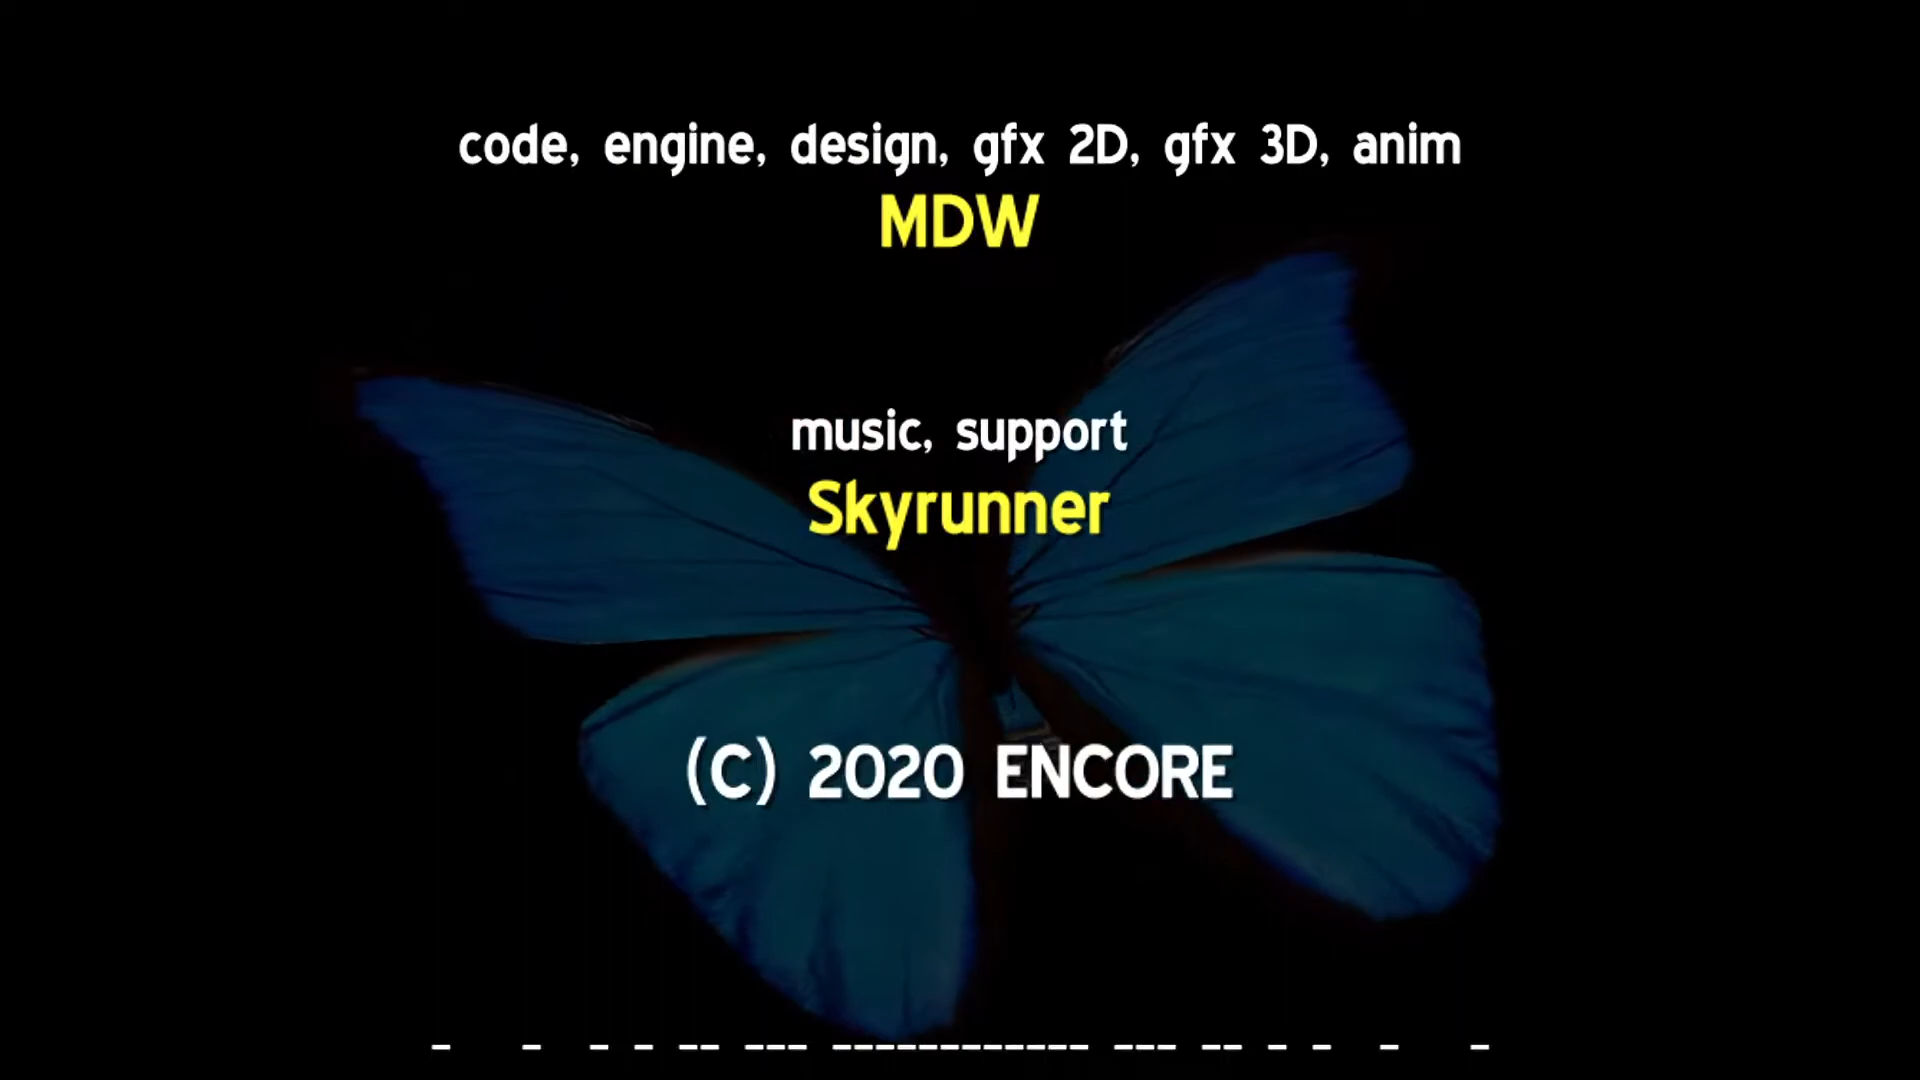 code, engine, design, gfx 2D, gfx 3D, anim
MDW
music, support
Skyrunner
(C) 2020 ENCORE
- - - - -- --- ------------ --- -- - - - -